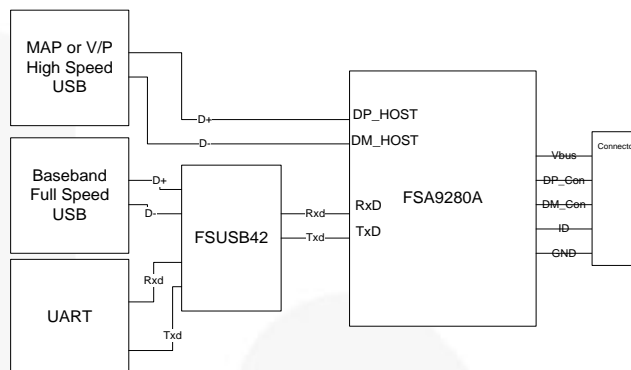 MAP or V/P
High Speed
USB
D+
D-
DP_HOST
DM_HOST
Baseband
Full Speed
USB
D+
D-
FSUSB42
Rxd
Txd
RxD
TxD
FSA9280A
Vbus
DP_Con
DM_Con
ID
GND
Connector
UART
Rxd
Txd